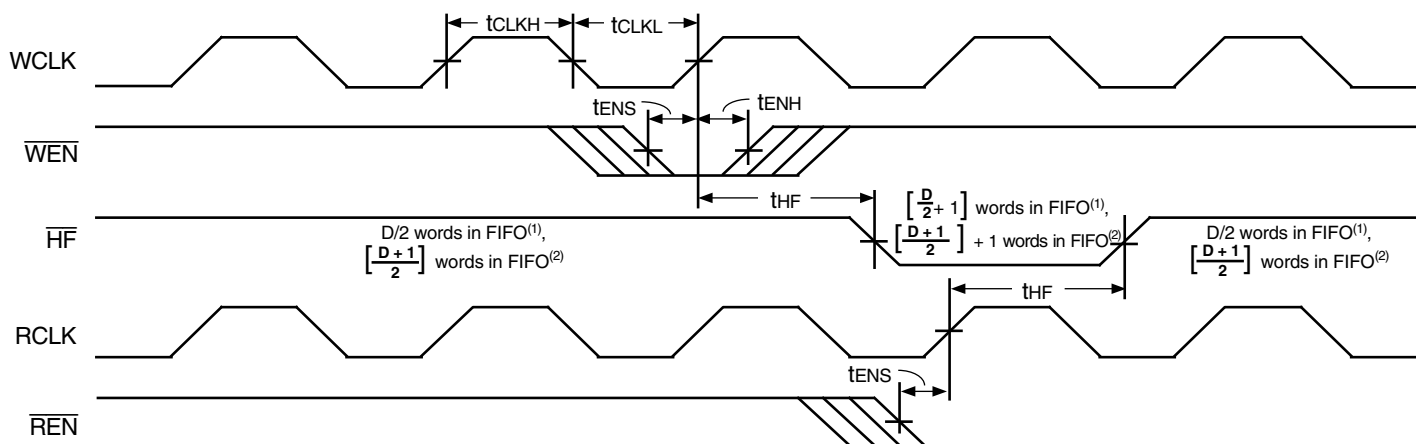 tCLKH
tCLKL
WCLK
tENS
tENH
WEN
tHF
[D/2 + 1] words in FIFO(1),
[D + 1/2] + 1 words in FIFO(2)
HF
D/2 words in FIFO(1),
[D + 1/2] words in FIFO(2)
D/2 words in FIFO(1),
[D + 1/2] words in FIFO(2)
tHF
RCLK
tENS
REN